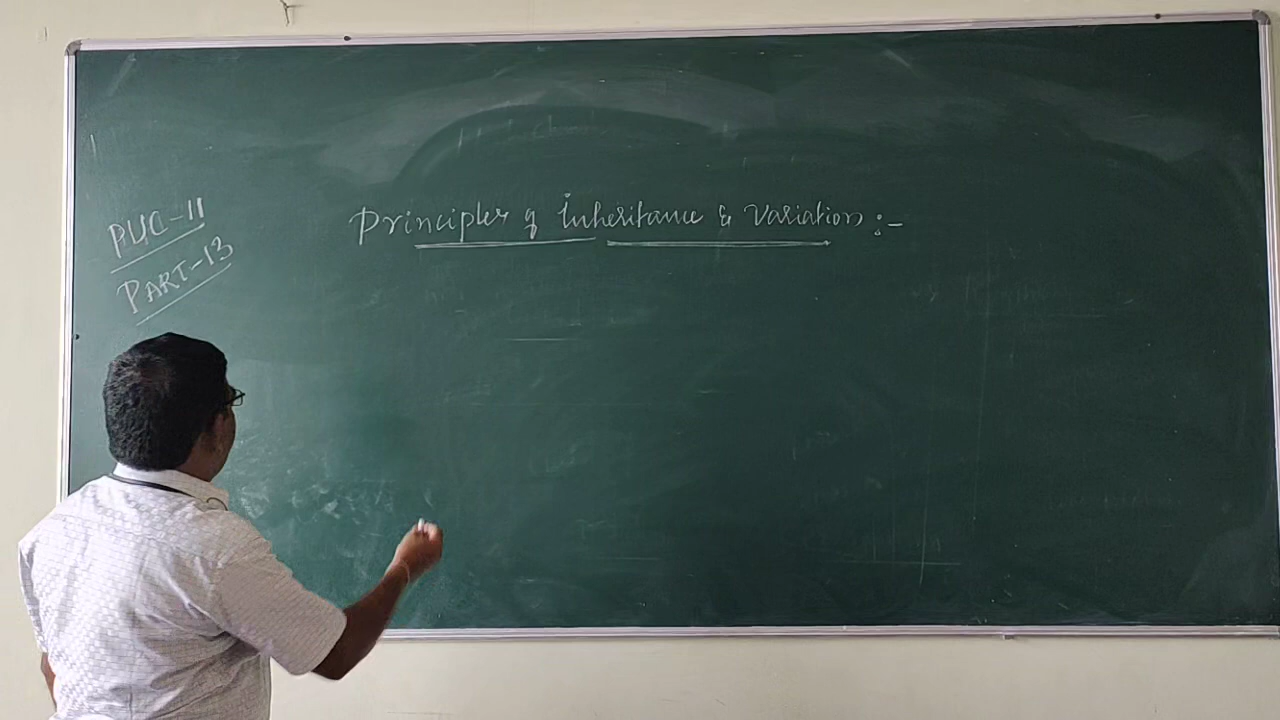 PUC-II
PART-13
Principles of Inheritance & Variation :-